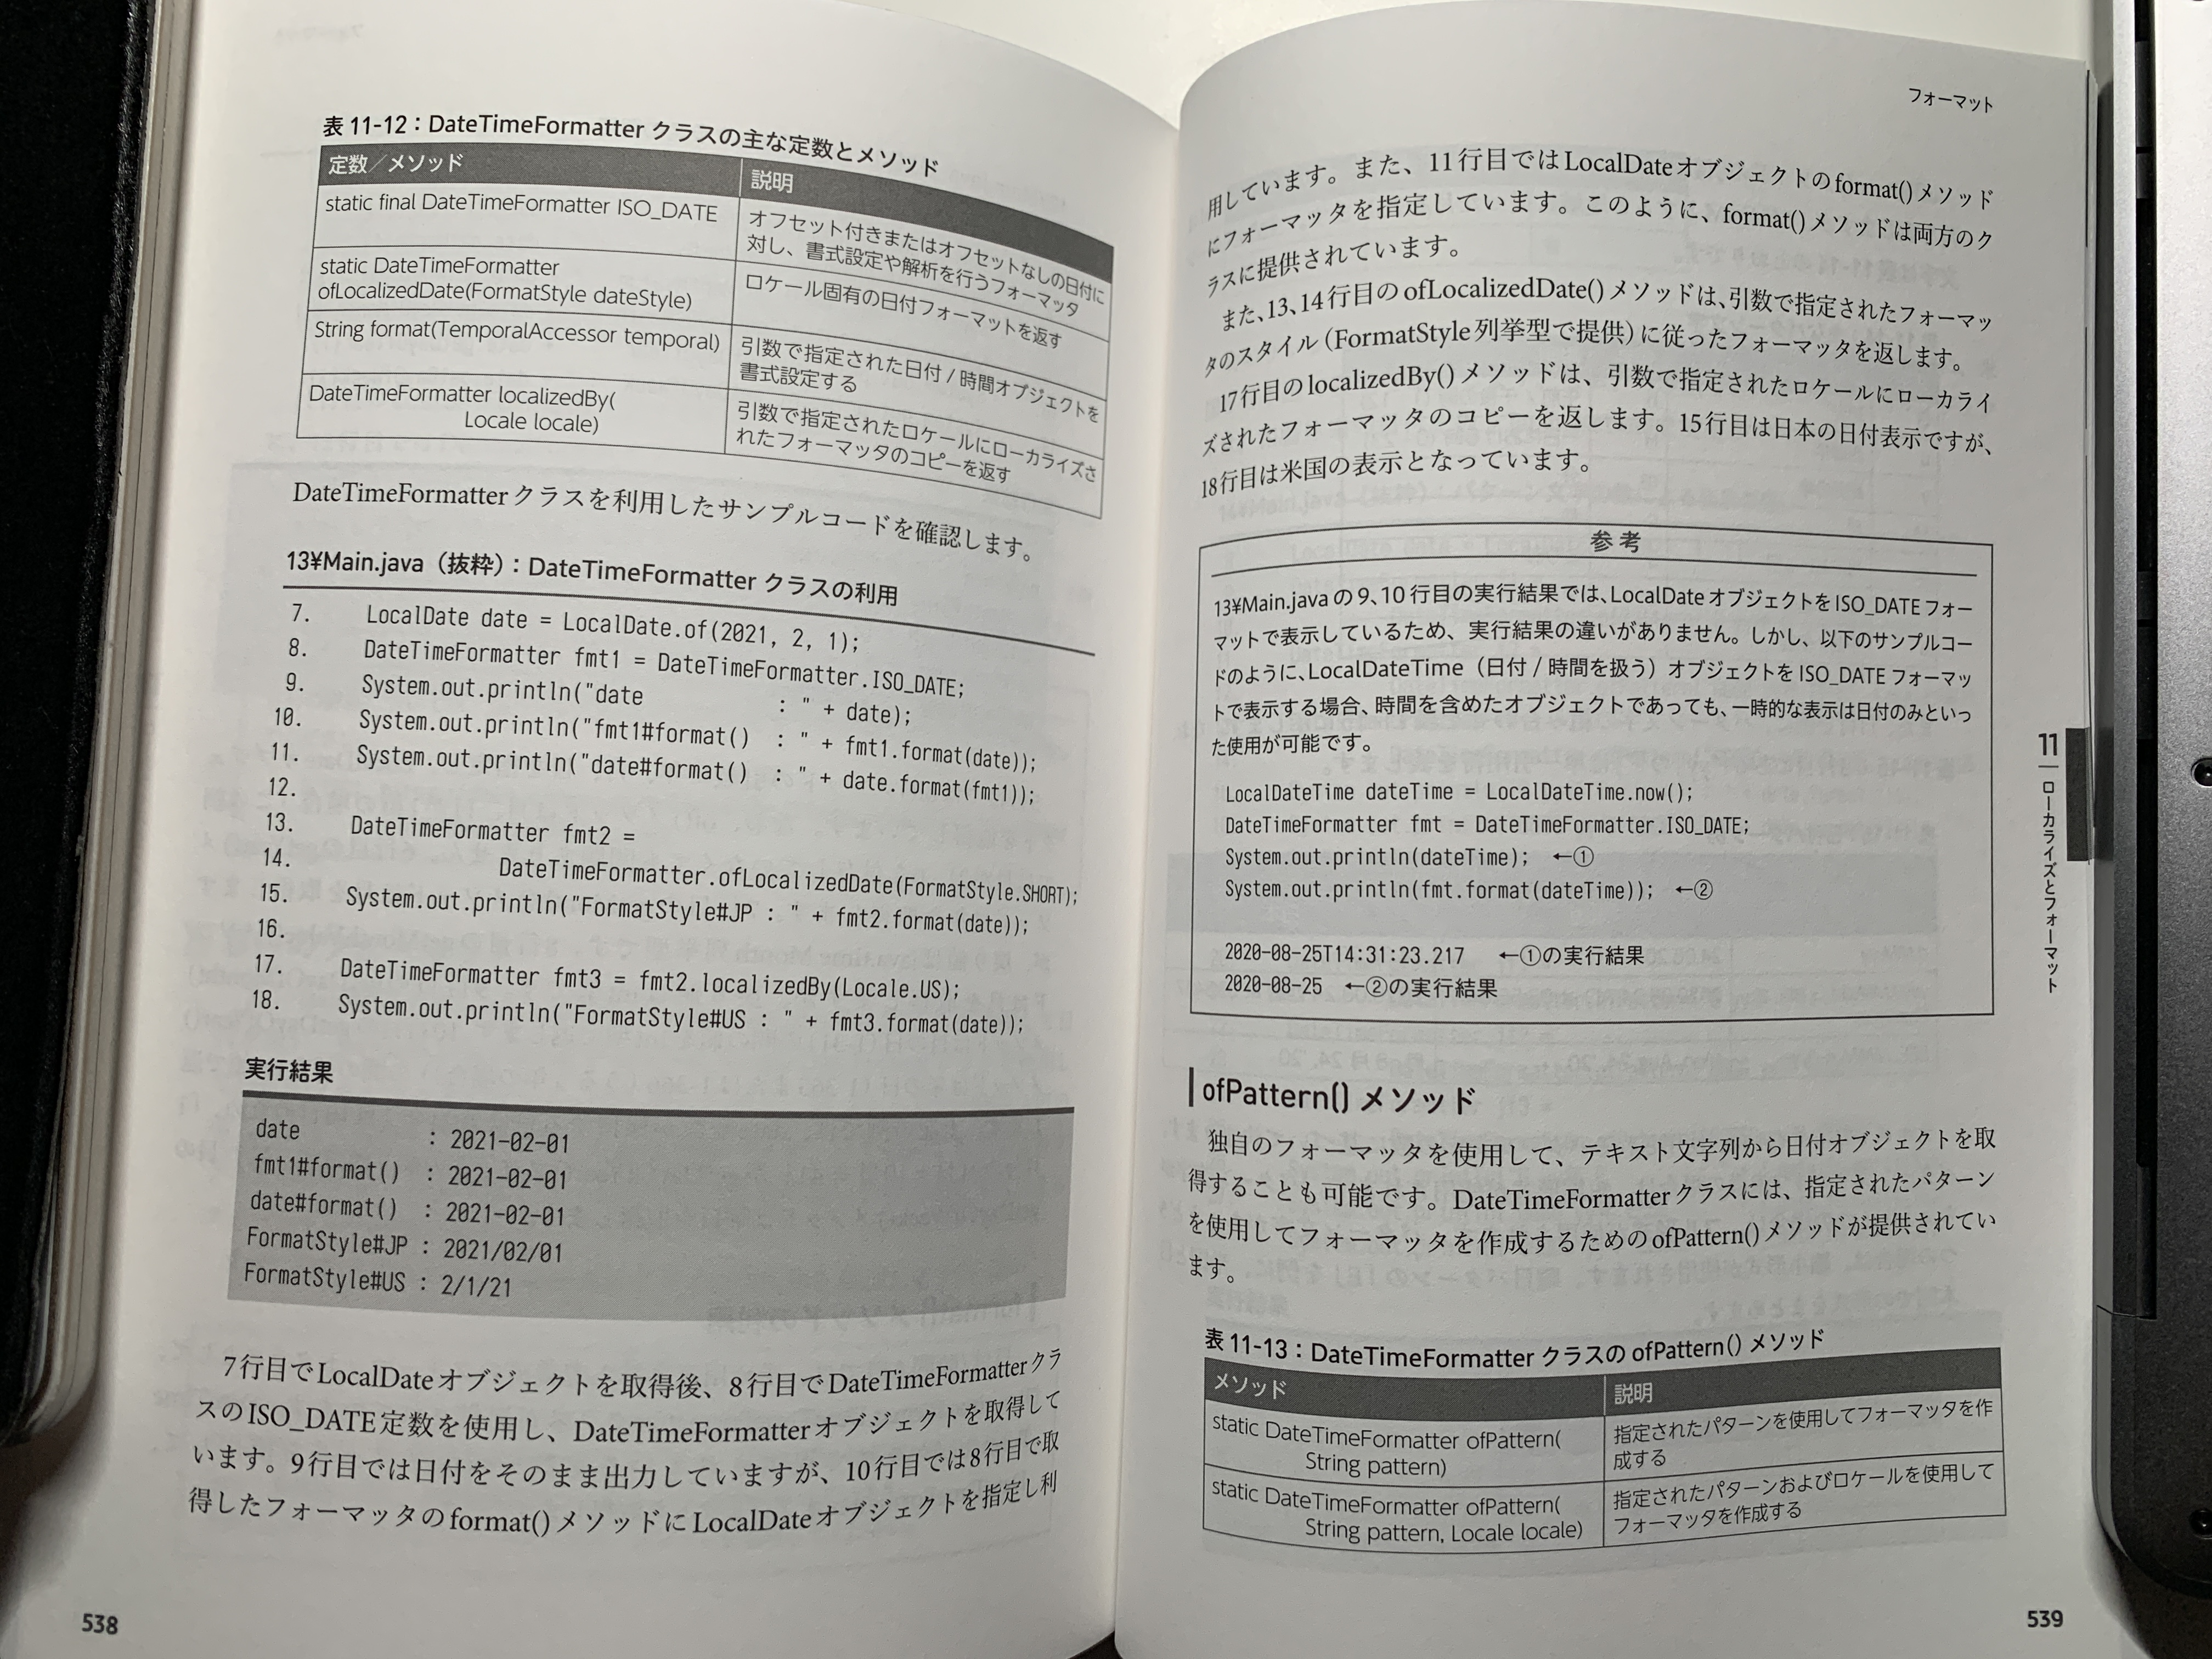 表 11-12：DateTimeFormatter クラスの主な定数とメソッド
定数／メソッド
説明
static final DateTimeFormatter ISO_DATE
オフセット付きまたはオフセットなしの日付に
対し、書式設定や解析を行うフォーマッタ
static DateTimeFormatter
ofLocalizedDate(FormatStyle dateStyle)
ロケール固有の日付フォーマットを返す
String format(TemporalAccessor temporal)
引数で指定された日付 / 時間オブジェクトを
書式設定する
DateTimeFormatter localizedBy(
Locale locale)
引数で指定されたロケールにローカライズさ
れたフォーマッタのコピーを返す
DateTimeFormatterクラスを利用したサンプルコードを確認します。
13¥Main.java（抜粋）：DateTimeFormatter クラスの利用
7. LocalDate date = LocalDate.of(2021, 2, 1);
8. DateTimeFormatter fmt1 = DateTimeFormatter.ISO_DATE;
9. System.out.println("date : " + date);
10. System.out.println("fmt1#format() : " + fmt1.format(date));
11. System.out.println("date#format() : " + date.format(fmt1));
12.
13. DateTimeFormatter fmt2 =
14. DateTimeFormatter.ofLocalizedDate(FormatStyle.SHORT);
15. System.out.println("FormatStyle#JP : " + fmt2.format(date));
16.
17. DateTimeFormatter fmt3 = fmt2.localizedBy(Locale.US);
18. System.out.println("FormatStyle#US : " + fmt3.format(date));
実行結果
date : 2021-02-01
fmt1#format() : 2021-02-01
date#format() : 2021-02-01
FormatStyle#JP : 2021/02/01
FormatStyle#US : 2/1/21
7行目でLocalDateオブジェクトを取得後、8行目でDateTimeFormatterクラ
スのISO_DATE定数を使用し、DateTimeFormatterオブジェクトを取得して
います。9行目では日付をそのまま出力していますが、10行目では8行目で取
得したフォーマッタのformat()メソッドにLocalDateオブジェクトを指定し利
538
フォーマット
用しています。また、11行目ではLocalDateオブジェクトのformat()メソッド
にフォーマッタを指定しています。このように、format()メソッドは両方のク
ラスに提供されています。
また、13、14行目のofLocalizedDate()メソッドは、引数で指定されたフォーマッ
タのスタイル（FormatStyle列挙型で提供）に従ったフォーマッタを返します。
17行目のlocalizedBy()メソッドは、引数で指定されたロケールにローカライ
ズされたフォーマッタのコピーを返します。15行目は日本の日付表示ですが、
18行目は米国の表示となっています。
参考
13¥Main.javaの9、10行目の実行結果では、LocalDateオブジェクトをISO_DATEフォー
マットで表示しているため、実行結果の違いがありません。しかし、以下のサンプルコー
ドのように、LocalDateTime（日付 / 時間を扱う）オブジェクトをISO_DATEフォーマッ
トで表示する場合、時間を含めたオブジェクトであっても、一時的な表示は日付のみといっ
た使用が可能です。
LocalDateTime dateTime = LocalDateTime.now();
DateTimeFormatter fmt = DateTimeFormatter.ISO_DATE;
System.out.println(dateTime); ←①
System.out.println(fmt.format(dateTime)); ←②
2020-08-25T14:31:23.217 ←①の実行結果
2020-08-25 ←②の実行結果
ofPattern() メソッド
独自のフォーマッタを使用して、テキスト文字列から日付オブジェクトを取
得することも可能です。DateTimeFormatterクラスには、指定されたパターン
を使用してフォーマッタを作成するためのofPattern()メソッドが提供されてい
ます。
表 11-13：DateTimeFormatter クラスの ofPattern() メソッド
メソッド
説明
static DateTimeFormatter ofPattern(
String pattern)
指定されたパターンを使用してフォーマッタを作
成する
static DateTimeFormatter ofPattern(
String pattern, Locale locale)
指定されたパターンおよびロケールを使用して
フォーマッタを作成する
11
ローカライズとフォーマット
539